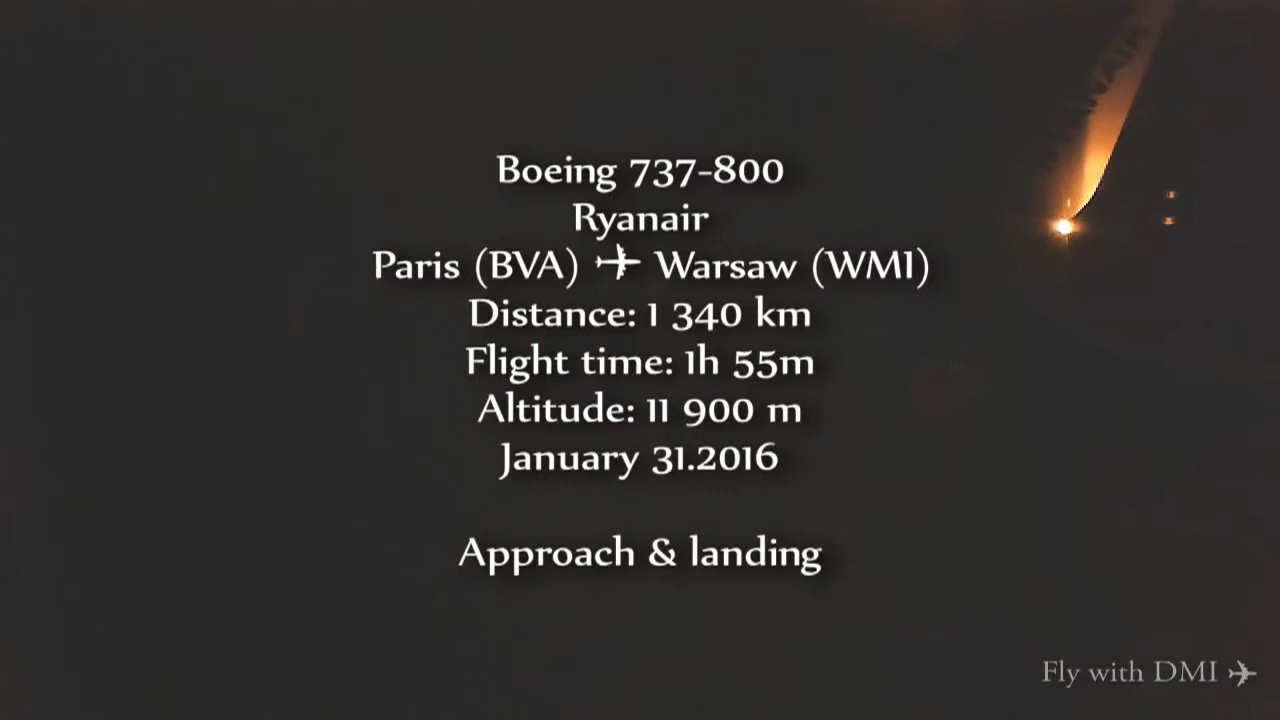 Boeing 737-800
Ryanair
Paris (BVA) ✈ Warsaw (WMI)
Distance: 1 340 km
Flight time: 1h 55m
Altitude: 11 900 m
January 31.2016
Approach & landing
Fly with DMI ✈